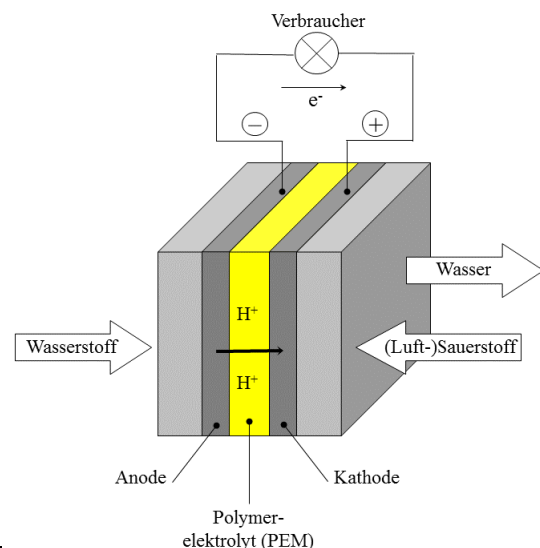 Verbraucher
e⁻
−
+
Wasser
H⁺
Wasserstoff
(Luft-)Sauerstoff
H⁺
Anode
Kathode
Polymer-
elektrolyt (PEM)